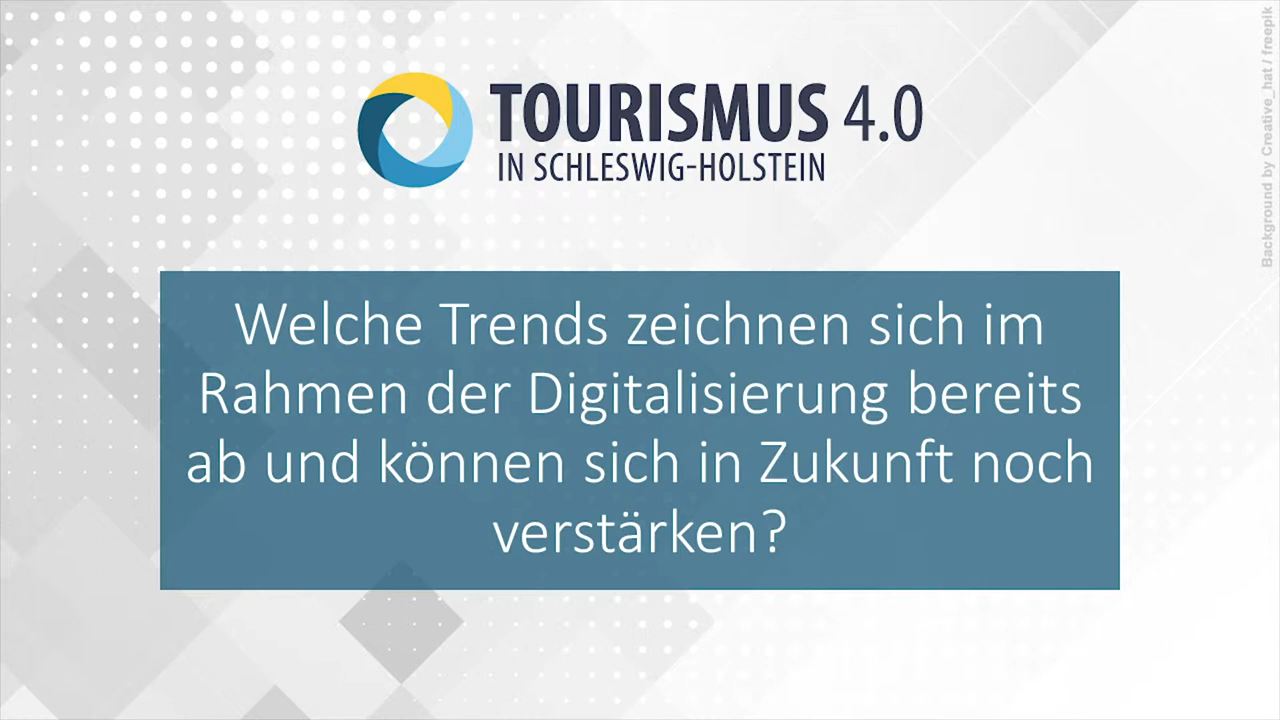 TOURISMUS 4.0
IN SCHLESWIG-HOLSTEIN
Welche Trends zeichnen sich im
Rahmen der Digitalisierung bereits
ab und können sich in Zukunft noch
verstärken?
Background by Creative_hat / freepik